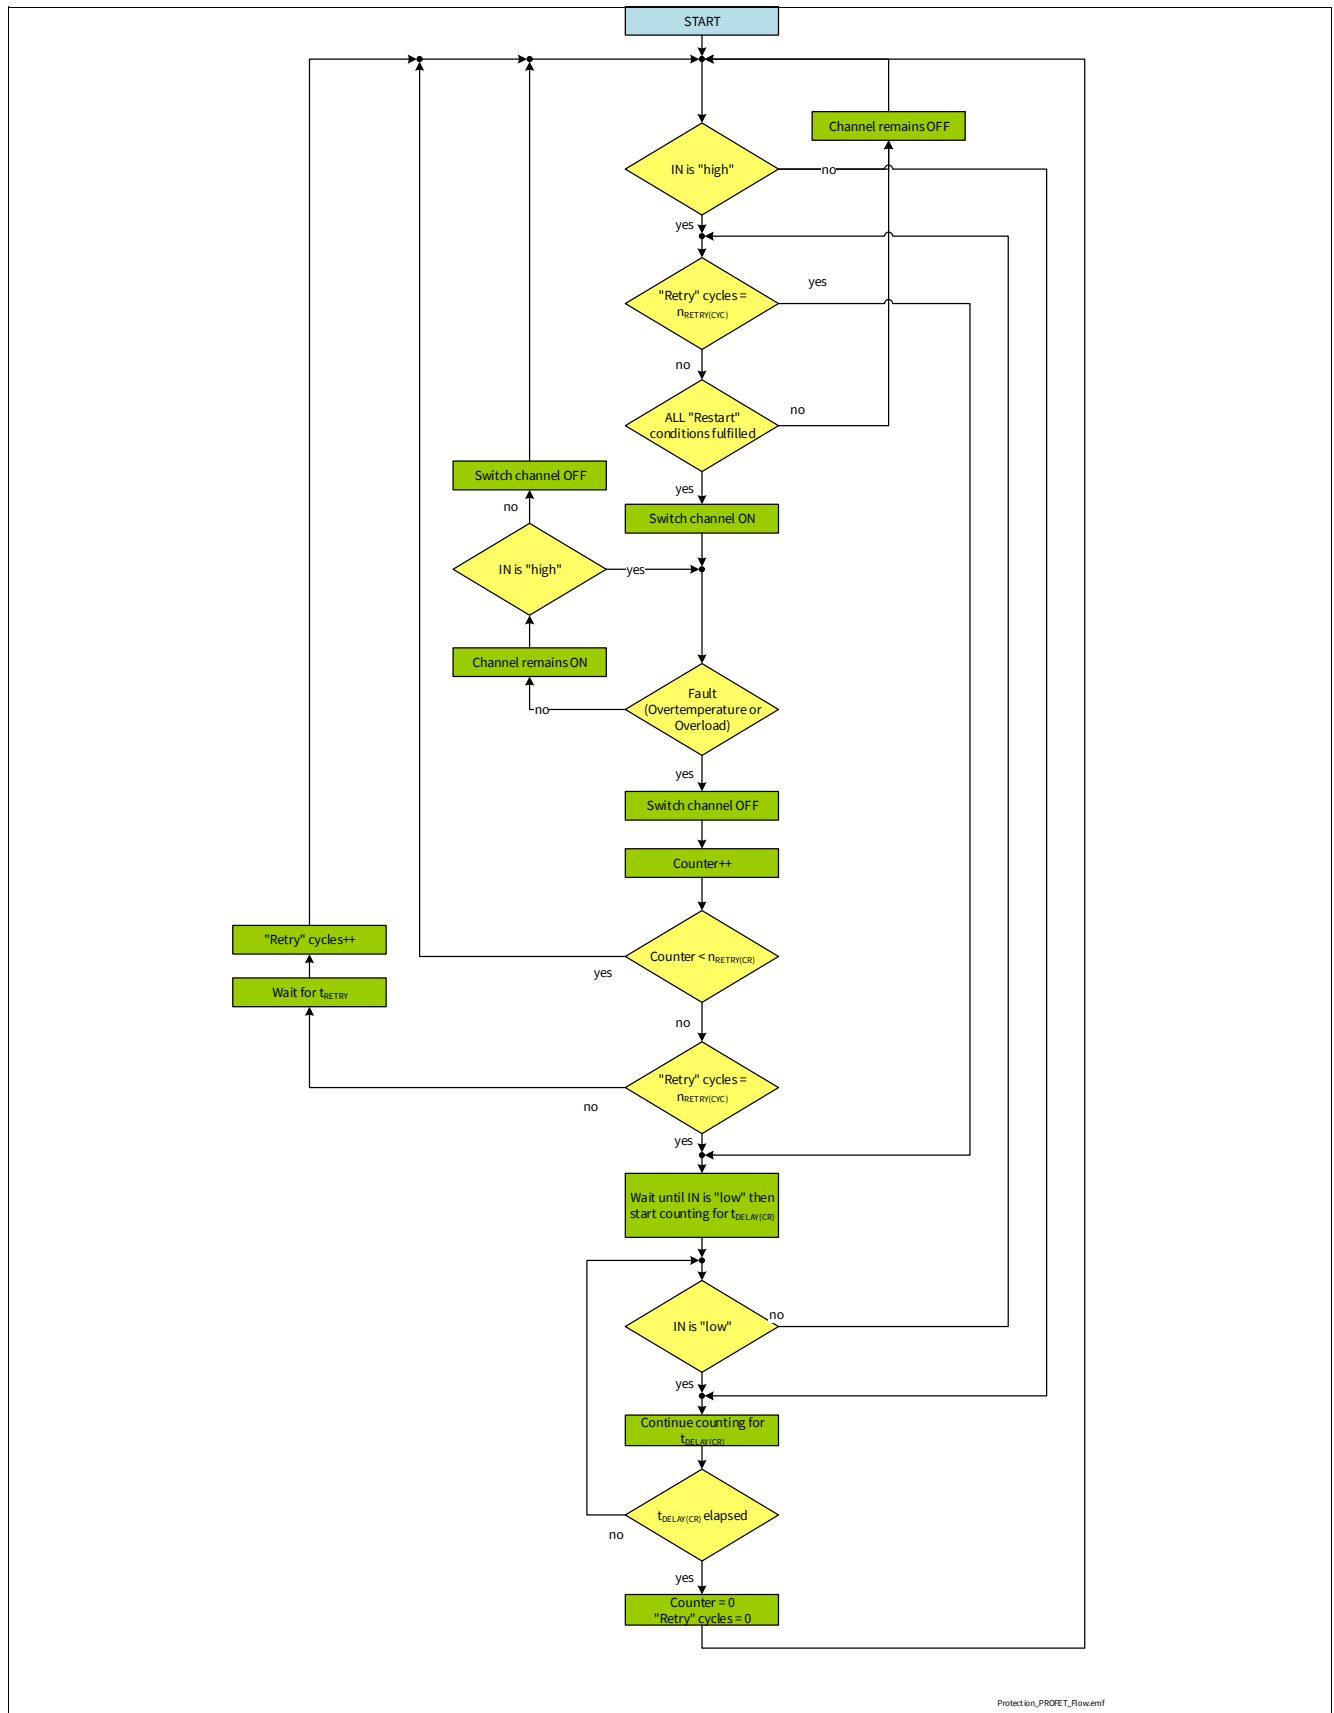 START
Channel remains OFF
IN is "high"
no
yes
"Retry" cycles =
nRETRY(CYC)
yes
no
ALL "Restart"
conditions fulfilled
no
yes
Switch channel OFF
no
Switch channel ON
IN is "high"
yes
Channel remains ON
Fault
(Overtemperature or
Overload)
no
yes
Switch channel OFF
Counter++
"Retry" cycles++
Counter < nRETRY(CR)
yes
Wait for tRETRY
no
"Retry" cycles =
nRETRY(CYC)
no
yes
Wait until IN is "low" then
start counting for tDELAY(CR)
IN is "low"
no
yes
Continue counting for
tDELAY(CR)
tDELAY(CR) elapsed
no
yes
Counter = 0
"Retry" cycles = 0
Protection_PROFET_Flow.emf